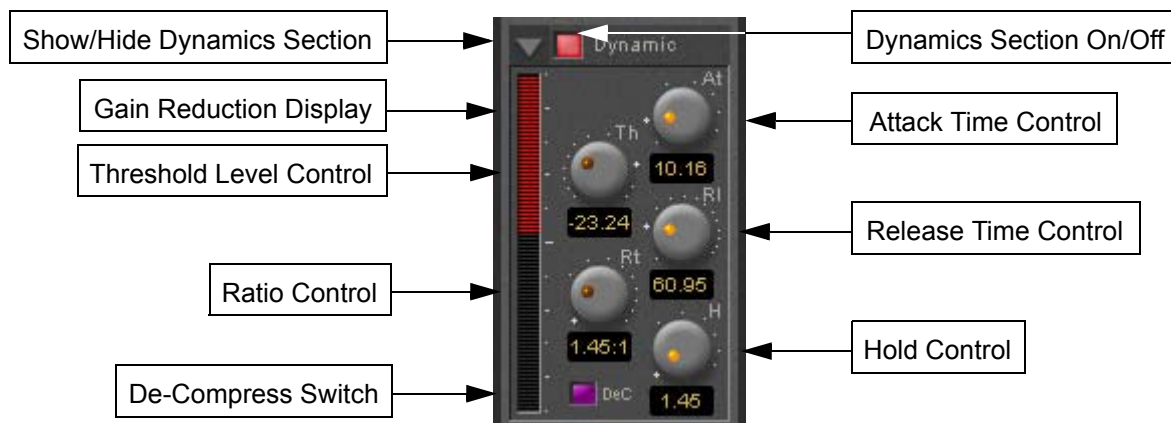 Show/Hide Dynamics Section
Dynamic
Dynamics Section On/Off
Gain Reduction Display
At
Attack Time Control
Th
10.16
Threshold Level Control
Rl
-23.24
Release Time Control
Rt
60.95
Ratio Control
H
1.45:1
Hold Control
De-Compress Switch
DeC
1.45